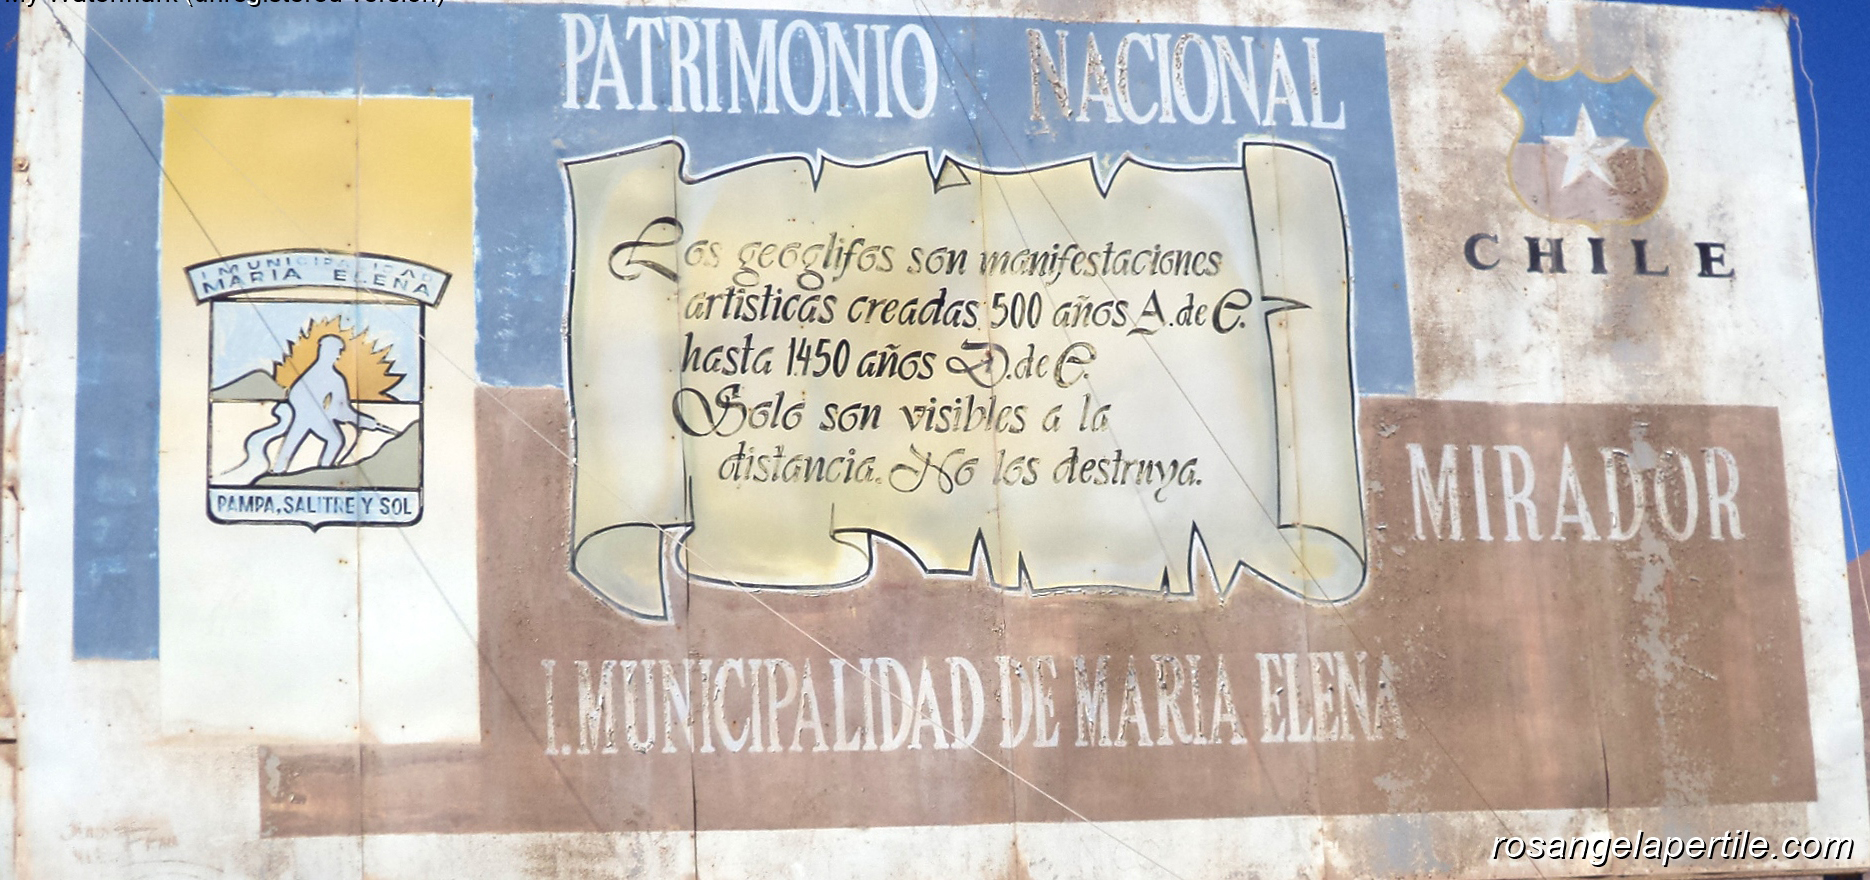 PATRIMONIO NACIONAL
I MUNICIPALIDAD
MARIA ELENA
PAMPA, SALITRE Y SOL
Los geoglifos son manifestaciones
artisticas creadas 500 años A. de C.
hasta 1450 años D. de C.
Solo son visibles a la
distancia. No los destruya.
CHILE
MIRADOR
I. MUNICIPALIDAD DE MARIA ELENA
rosangelapertile.com